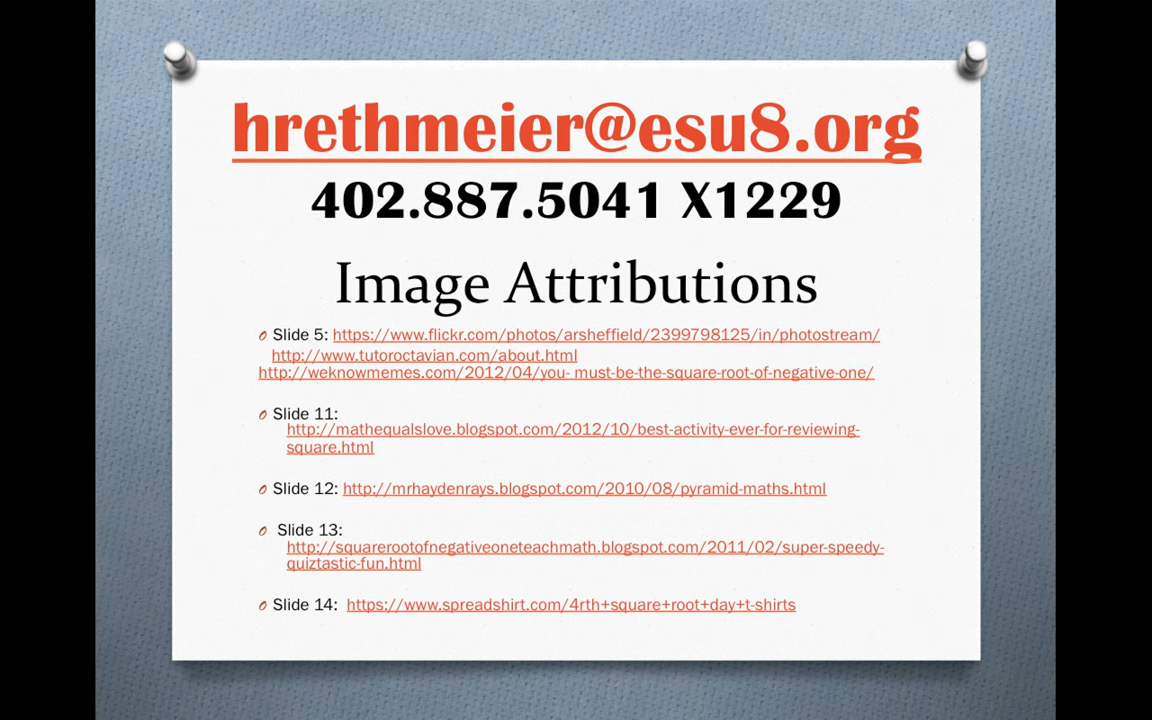 hrethmeier@esu8.org
402.887.5041 X1229
Image Attributions
Slide 5: https://www.flickr.com/photos/arsheffield/2399798125/in/photostream/
http://www.tutoroctavian.com/about.html
http://weknowmemes.com/2012/04/you- must-be-the-square-root-of-negative-one/
Slide 11:
http://mathequalslove.blogspot.com/2012/10/best-activity-ever-for-reviewing-
square.html
Slide 12: http://mrhaydenrays.blogspot.com/2010/08/pyramid-maths.html
Slide 13:
http://squarerootofnegativeoneteachmath.blogspot.com/2011/02/super-speedy-
quiztastic-fun.html
Slide 14: https://www.spreadshirt.com/4rth+square+root+day+t-shirts